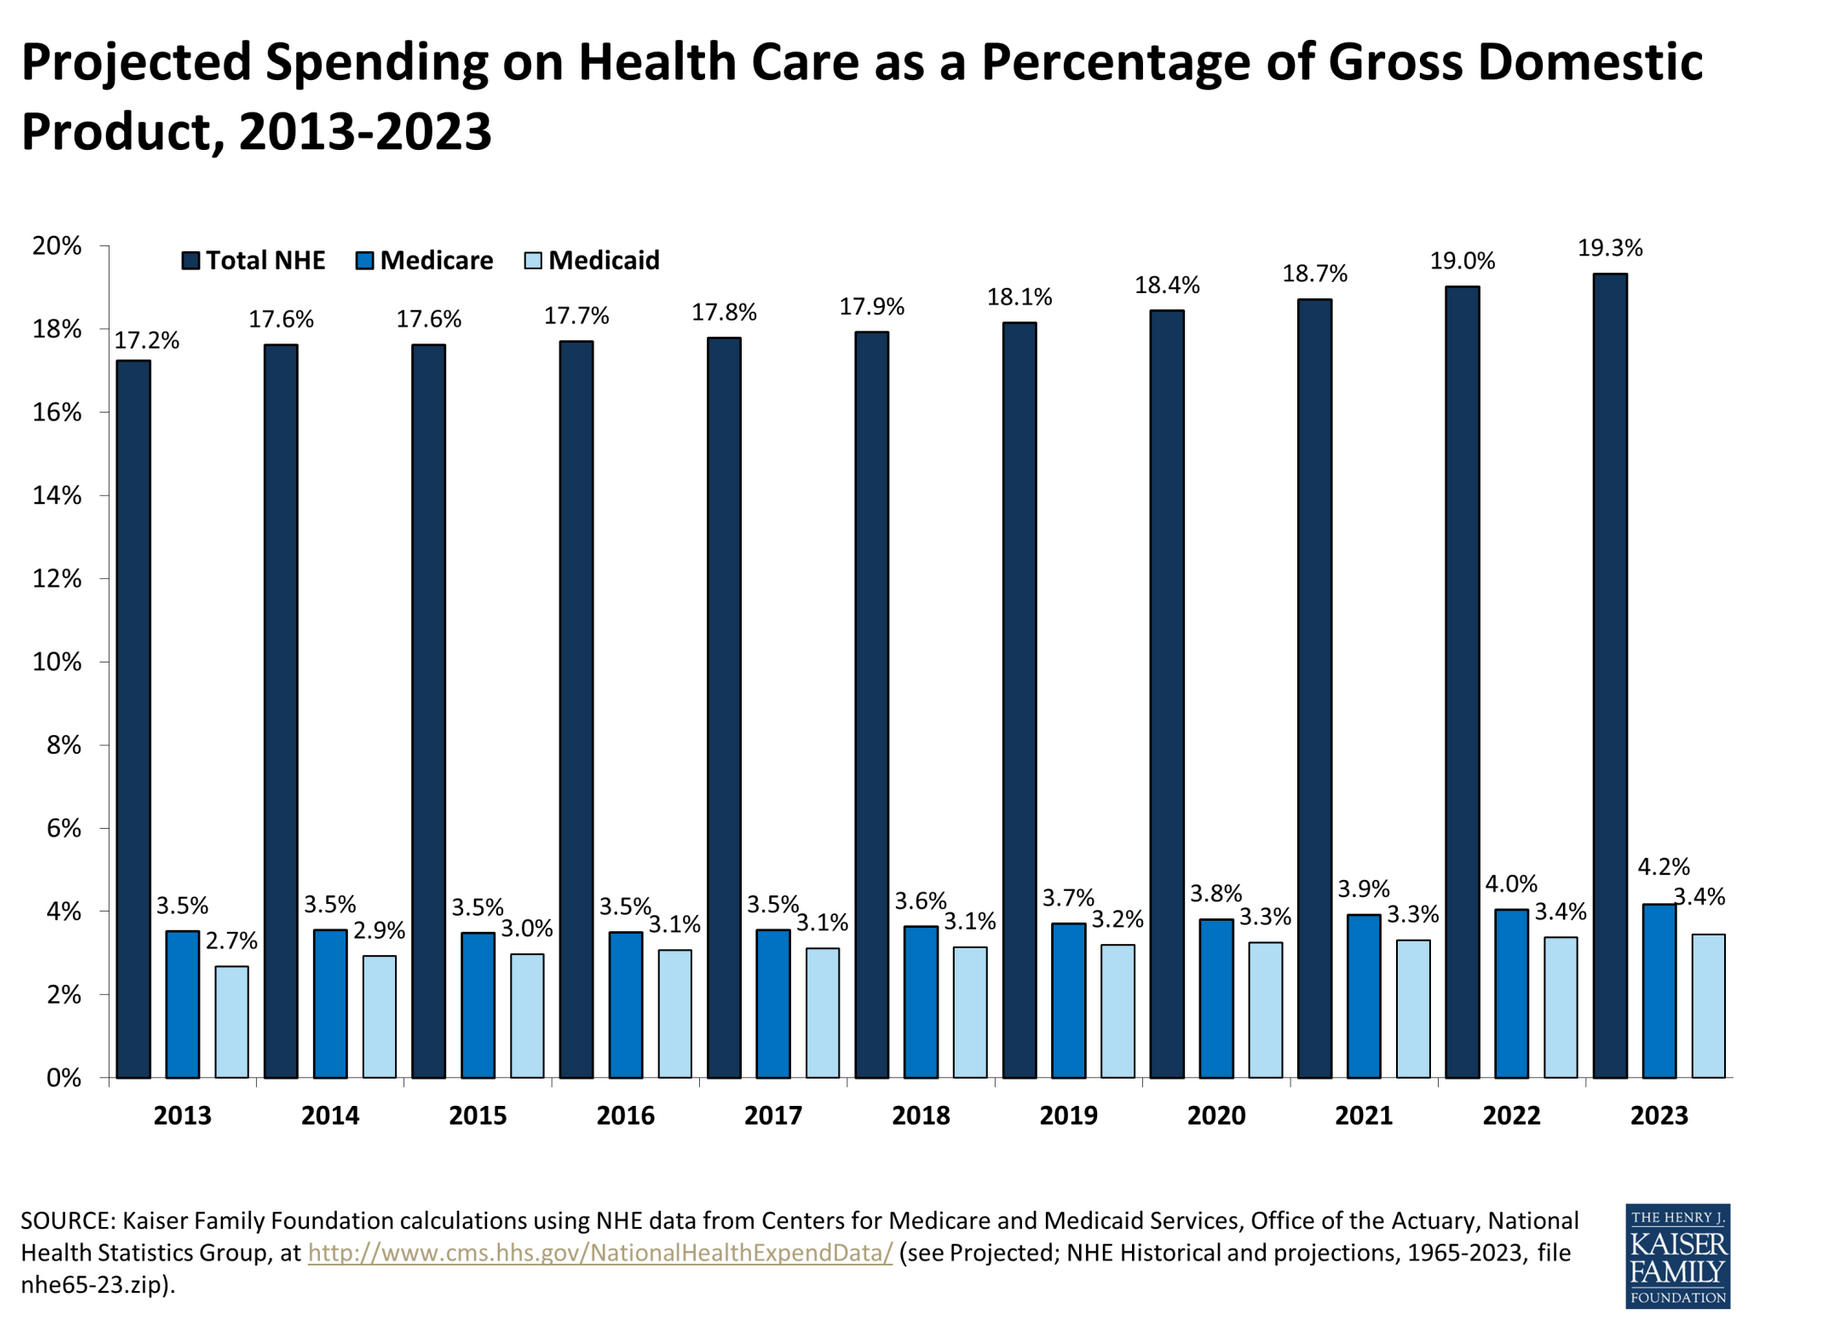 Projected Spending on Health Care as a Percentage of Gross Domestic
Product, 2013-2023
20%
18%
16%
14%
12%
10%
8%
6%
4%
2%
0%
Total NHE Medicare Medicaid
17.2% 17.6% 17.6% 17.7% 17.8% 17.9% 18.1% 18.4% 18.7% 19.0% 19.3%
3.5% 3.5% 3.5% 3.5% 3.5% 3.6% 3.7% 3.8% 3.9% 4.0% 4.2%
2.7% 2.9% 3.0% 3.1% 3.1% 3.1% 3.2% 3.3% 3.3% 3.4% 3.4%
2013 2014 2015 2016 2017 2018 2019 2020 2021 2022 2023
SOURCE: Kaiser Family Foundation calculations using NHE data from Centers for Medicare and Medicaid Services, Office of the Actuary, National
Health Statistics Group, at http://www.cms.hhs.gov/NationalHealthExpendData/ (see Projected; NHE Historical and projections, 1965-2023, file
nhe65-23.zip).
THE HENRY J.
KAISER
FAMILY
FOUNDATION